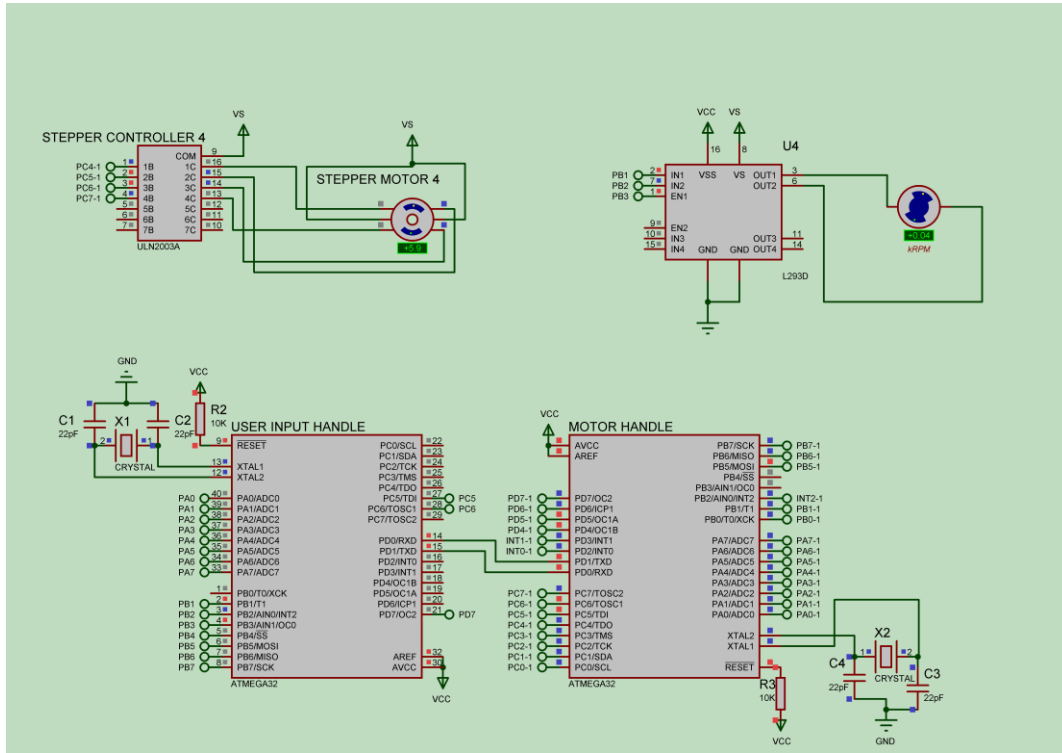 STEPPER CONTROLLER 4
VS
COM 9
PC4-1 1 1B 1C 16
PC5-1 2 2B 2C 15
PC6-1 3 3B 3C 14
PC7-1 4 4B 4C 13
5 5B 5C 12
6 6B 6C 11
7 7B 7C 10
ULN2003A
VS
STEPPER MOTOR 4
+5.9
VCC VS
U4
16 8
PB1 2 IN1 VSS VS OUT1 3
PB2 7 IN2 OUT2 6
PB3 1 EN1
9 EN2
10 IN3 OUT3 11
15 IN4 GND GND OUT4 14
L293D
+0.04
kRPM
GND
C1
22pF
X1
2 1
CRYSTAL
C2
22pF
VCC
R2
10K
USER INPUT HANDLE
9 RESET PC0/SCL 22
PC1/SDA 23
13 XTAL1 PC2/TCK 24
12 XTAL2 PC3/TMS 25
PC4/TDO 26
PA0 40 PA0/ADC0 PC5/TDI 27 PC5
PA1 39 PA1/ADC1 PC6/TOSC1 28 PC6
PA2 38 PA2/ADC2 PC7/TOSC2 29
PA3 37 PA3/ADC3
PA4 36 PA4/ADC4 PD0/RXD 14
PA5 35 PA5/ADC5 PD1/TXD 15
PA6 34 PA6/ADC6 PD2/INT0 16
PA7 33 PA7/ADC7 PD3/INT1 17
PD4/OC1B 18
1 PB0/T0/XCK PD5/OC1A 19
PB1 2 PB1/T1 PD6/ICP1 20
PB2 3 PB2/AIN0/INT2 PD7/OC2 21 PD7
PB3 4 PB3/AIN1/OC0
PB4 5 PB4/SS
PB5 6 PB5/MOSI
PB6 7 PB6/MISO AREF 32
PB7 8 PB7/SCK AVCC 30
ATMEGA32
VCC
VCC
MOTOR HANDLE
AVCC PB7/SCK PB7-1
AREF PB6/MISO PB6-1
PB5/MOSI PB5-1
PB4/SS
PB3/AIN1/OC0
PD7-1 PD7/OC2 PB2/AIN0/INT2 INT2-1
PD6-1 PD6/ICP1 PB1/T1 PB1-1
PD5-1 PD5/OC1A PB0/T0/XCK PB0-1
PD4-1 PD4/OC1B
INT1-1 PD3/INT1 PA7/ADC7 PA7-1
INT0-1 PD2/INT0 PA6/ADC6 PA6-1
PD1/TXD PA5/ADC5 PA5-1
PD0/RXD PA4/ADC4 PA4-1
PA3/ADC3 PA3-1
PC7-1 PC7/TOSC2 PA2/ADC2 PA2-1
PC6-1 PC6/TOSC1 PA1/ADC1 PA1-1
PC5-1 PC5/TDI PA0/ADC0 PA0-1
PC4-1 PC4/TDO
PC3-1 PC3/TMS XTAL2
PC2-1 PC2/TCK XTAL1
PC1-1 PC1/SDA
PC0-1 PC0/SCL RESET
ATMEGA32
R3
10K
VCC
X2
1 2
CRYSTAL
C4
22pF
C3
22pF
GND